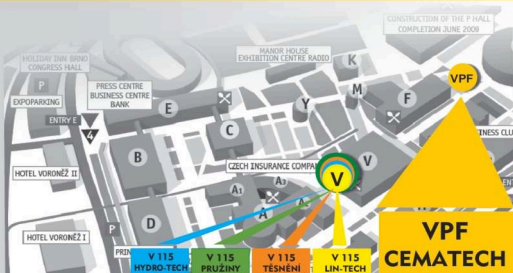 CONSTRUCTION OF THE P HALL
COMPLETION JUNE 2009
HOLIDAY INN BRNO
CONGRESS HALL
MANOR HOUSE
EXHIBITION CENTRE RADIO
K
VPF
P
EXPOPARKING
PRESS CENTRE
BUSINESS CENTRE
BANK
E
Y
M
F
ENTRY E
4
C
B
CZECH INSURANCE COMPA
V
V
HOTEL VORONĚŽ II
A1
A3
A
D
HOTEL VORONĚŽ I
P
V 115
HYDRO-TECH
V 115
PRUŽINY
V 115
TĚSNĚNÍ
V 115
LIN-TECH
VPF
CEMATECH